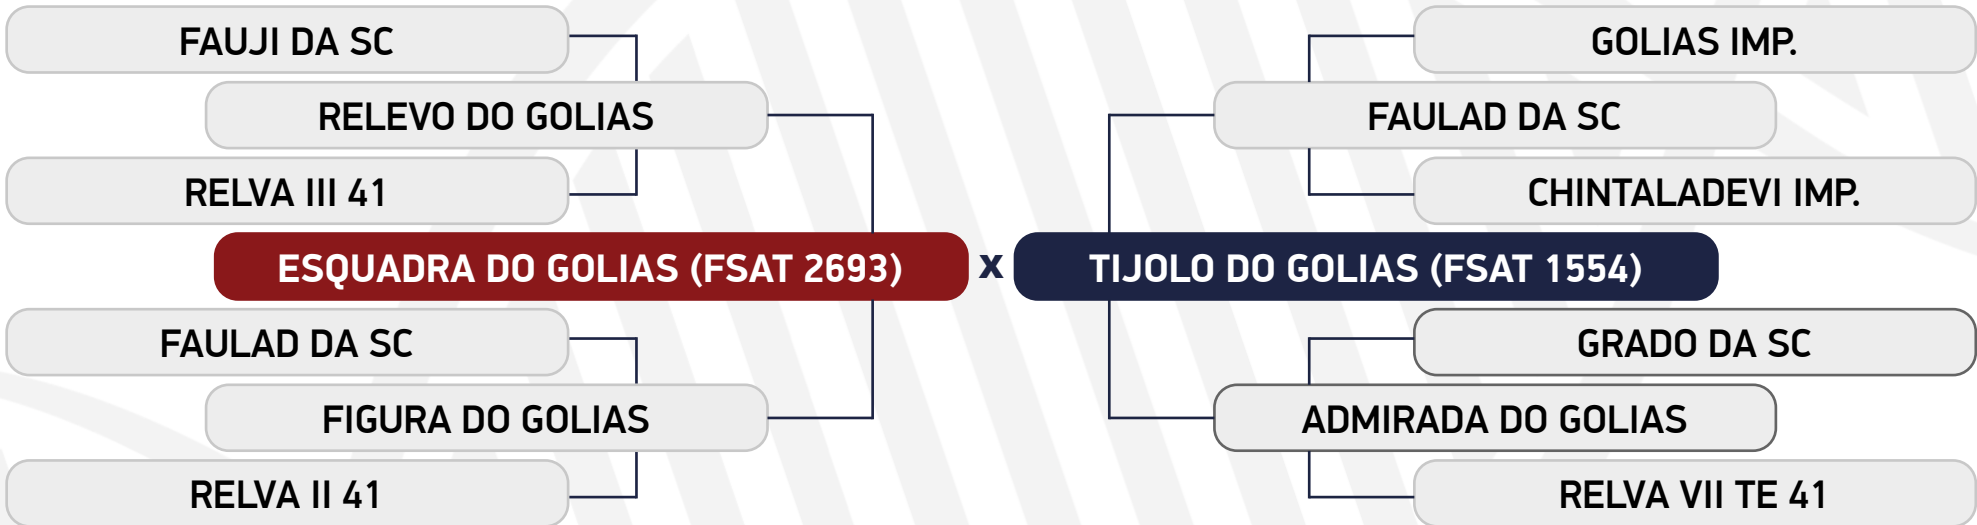 FAUJI DA SC
RELEVO DO GOLIAS
RELVA III 41
ESQUADRA DO GOLIAS (FSAT 2693)
FAULAD DA SC
FIGURA DO GOLIAS
RELVA II 41
x
GOLIAS IMP.
FAULAD DA SC
CHINTALADEVI IMP.
TIJOLO DO GOLIAS (FSAT 1554)
GRADO DA SC
ADMIRADA DO GOLIAS
RELVA VII TE 41